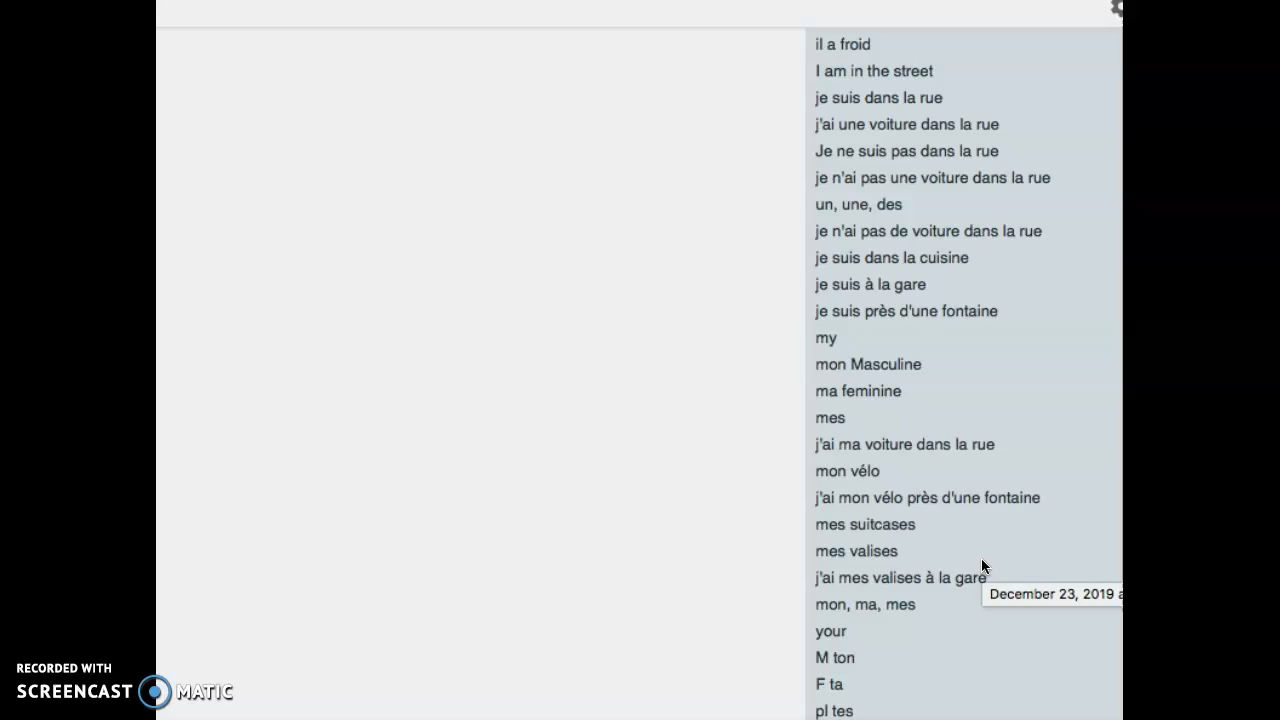 il a froid
I am in the street
je suis dans la rue
j'ai une voiture dans la rue
Je ne suis pas dans la rue
je n'ai pas une voiture dans la rue
un, une, des
je n'ai pas de voiture dans la rue
je suis dans la cuisine
je suis à la gare
je suis près d'une fontaine
my
mon Masculine
ma feminine
mes
j'ai ma voiture dans la rue
mon vélo
j'ai mon vélo près d'une fontaine
mes suitcases
mes valises
j'ai mes valises à la gare
December 23, 2019 a
mon, ma, mes
your
M ton
F ta
pl tes
RECORDED WITH
SCREENCAST MATIC